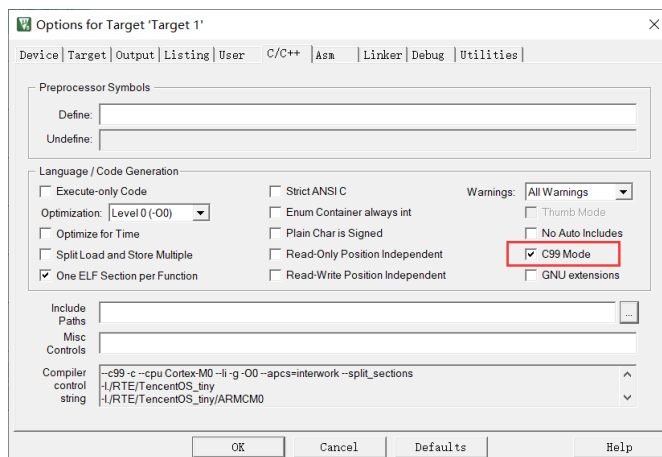 Options for Target 'Target 1'
Device Target Output Listing User C/C++ Asm Linker Debug Utilities
Preprocessor Symbols
Define:
Undefine:
Language / Code Generation
Execute-only Code
Strict ANSI C
Warnings: All Warnings
Optimization: Level 0 (-O0)
Enum Container always int
Thumb Mode
Optimize for Time
Plain Char is Signed
No Auto Includes
Split Load and Store Multiple
Read-Only Position Independent
C99 Mode
One ELF Section per Function
Read-Write Position Independent
GNU extensions
Include
Paths
...
Misc
Controls
Compiler
control
string
--c99 -c --cpu Cortex-M0 --li -g -O0 --apcs=interwork --split_sections
-I./RTE/TencentOS_tiny
-I./RTE/TencentOS_tiny/ARMCM0
OK Cancel Defaults Help